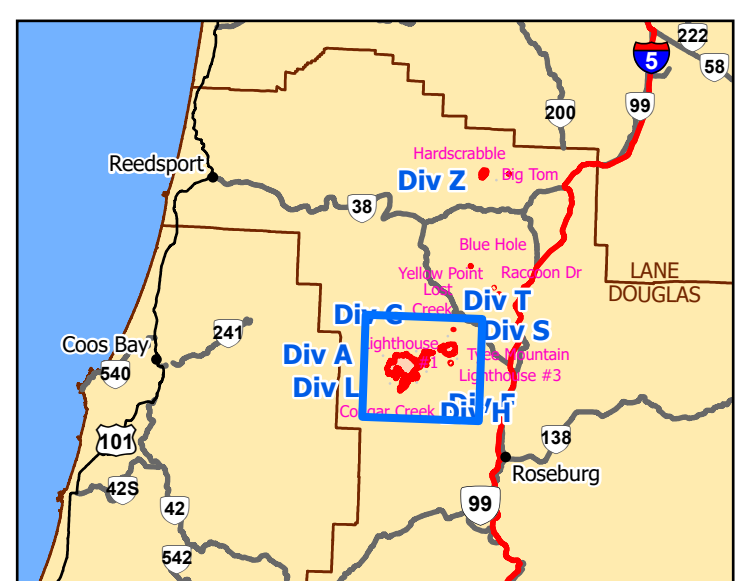 222
5
58
99
200
Hardscrabble
Reedsport
Big Tom
Div Z
38
Blue Hole
LANE
Yellow Point
Raccoon Dr
Lost
DOUGLAS
Div T
Creek
Div G
Div S
241
Coos Bay
Lighthouse
Div A
Tyee Mountain
#1
540
Lighthouse #3
Div L
Cougar Creek
Div H
101
138
Roseburg
42S
99
42
542